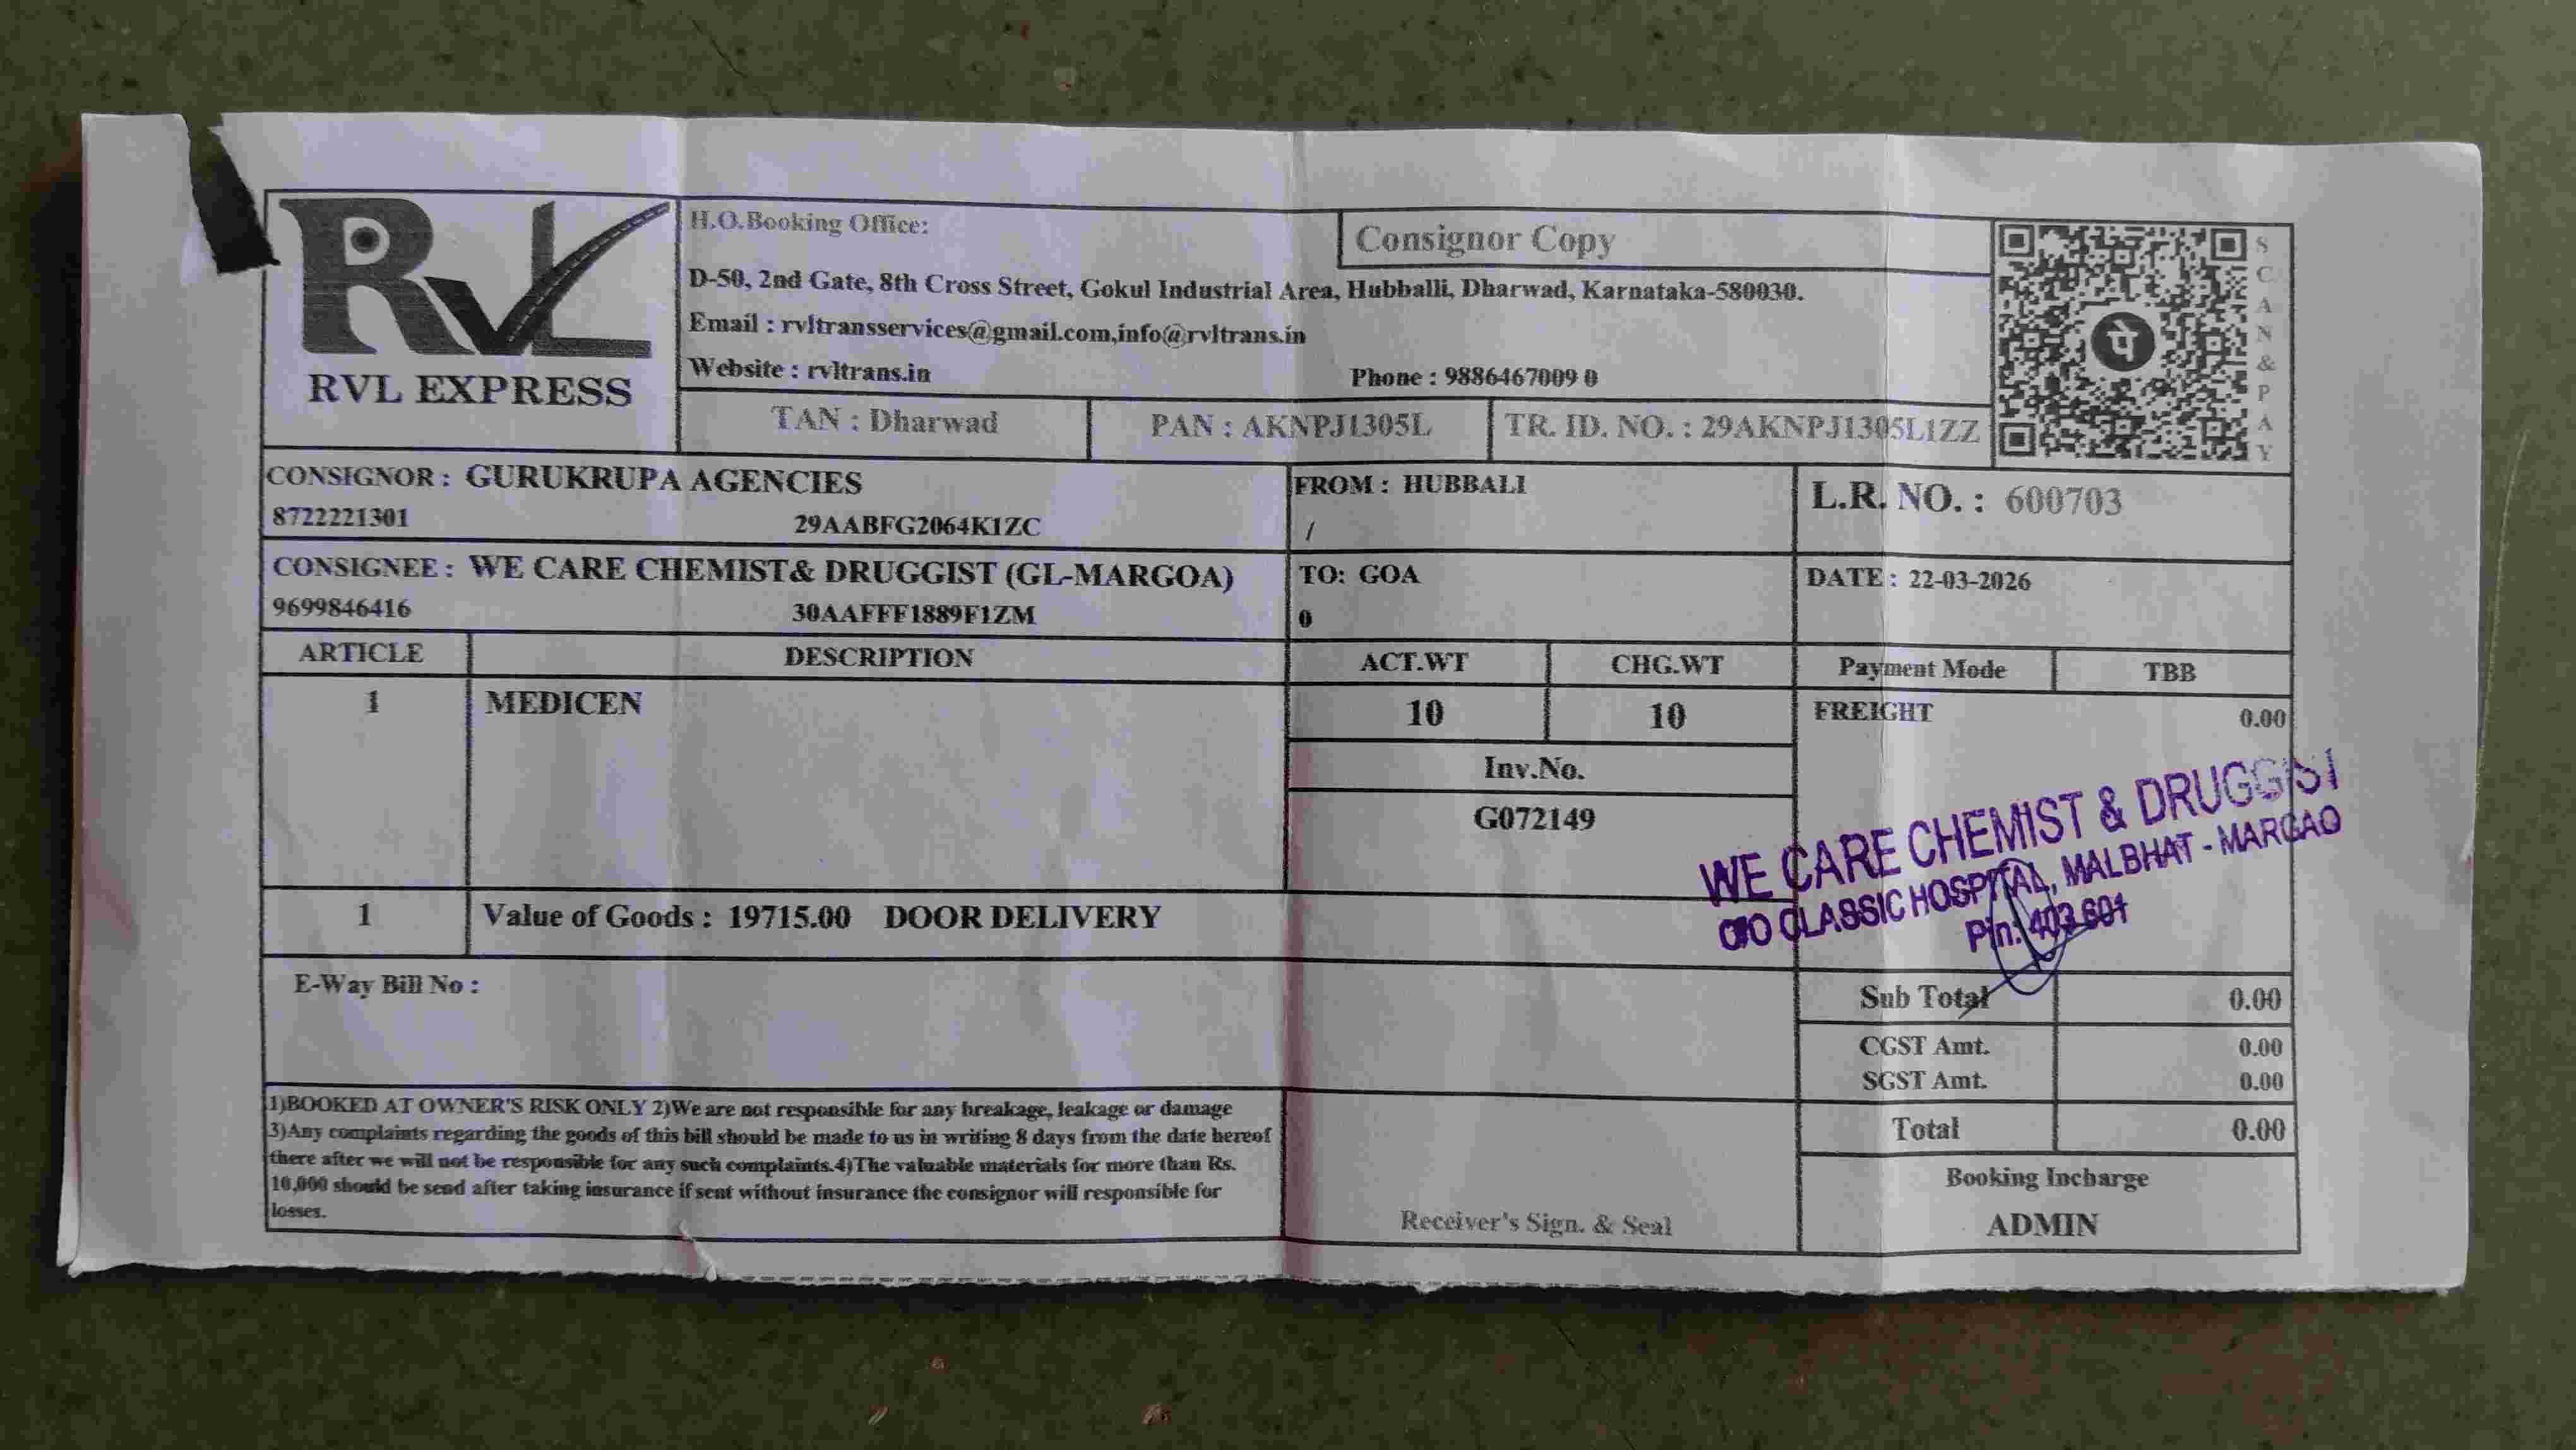 RVL
RVL EXPRESS
H.O.Booking Office:
Consignor Copy
D-50, 2nd Gate, 8th Cross Street, Gokul Industrial Area, Hubballi, Dharwad, Karnataka-580030.
Email : rvltransservices@gmail.com,info@rvltrans.in
Website : rvltrans.in
Phone : 9886467009 0
TAN : Dharwad
PAN : AKNPJ1305L
TR. ID. NO. : 29AKNPJ1305L1ZZ
पे
SCAN&PAY
CONSIGNOR : GURUKRUPA AGENCIES
8722221301 29AABFG2064K1ZC
FROM : HUBBALI
/
L.R. NO. : 600703
CONSIGNEE : WE CARE CHEMIST& DRUGGIST (GL-MARGOA)
9699846416 30AAFFF1889F1ZM
TO: GOA
0
DATE : 22-03-2026
ARTICLE DESCRIPTION ACT.WT CHG.WT Payment Mode TBB
1 MEDICEN 10 10 FREIGHT 0.00
Inv.No.
G072149
WE CARE CHEMIST & DRUGGIST
C/O CLASSIC HOSPITAL, MALBHAT - MARGAO
Pin: 403 601
1 Value of Goods : 19715.00 DOOR DELIVERY
E-Way Bill No :
Sub Total 0.00
CGST Amt. 0.00
SGST Amt. 0.00
Total 0.00
1)BOOKED AT OWNER'S RISK ONLY 2)We are not responsible for any breakage, leakage or damage
3)Any complaints regarding the goods of this bill should be made to us in writing 8 days from the date hereof
there after we will not be responsible for any such complaints.4)The valuable materials for more than Rs.
10,000 should be send after taking insurance if sent without insurance the consignor will responsible for
losses.
Receiver's Sign. & Seal
Booking Incharge
ADMIN